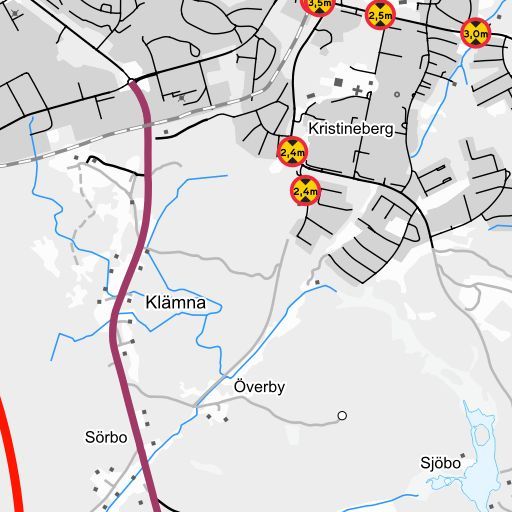 3,5m
2,5m
3,0m
Kristineberg
2,4m
2,4m
Klämna
Överby
Sörbo
Sjöbo